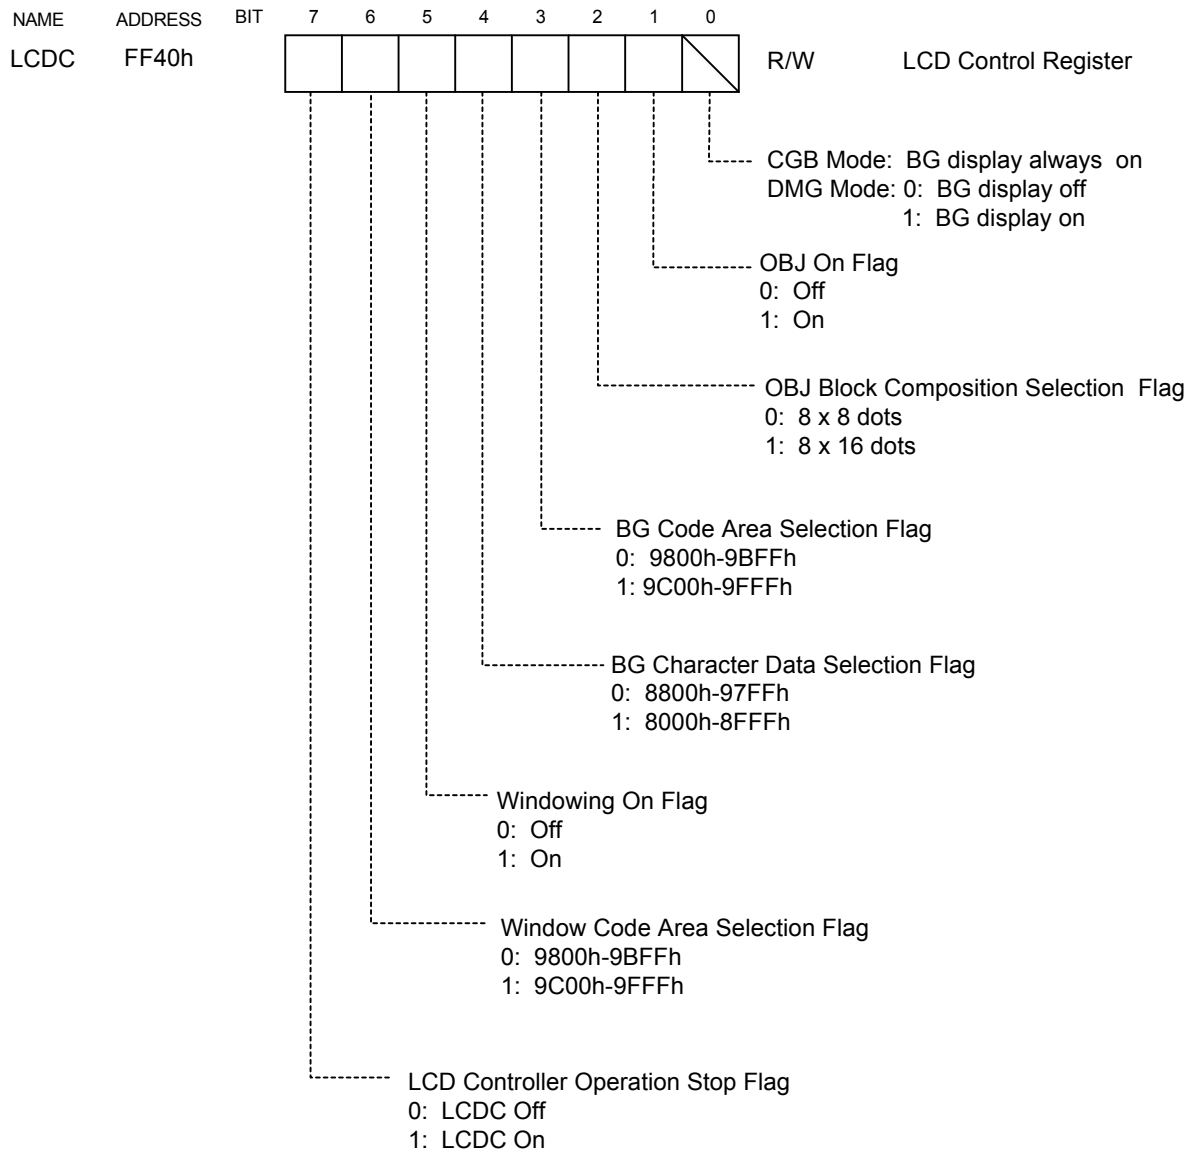 NAME ADDRESS BIT 7 6 5 4 3 2 1 0
LCDC FF40h R/W LCD Control Register
CGB Mode: BG display always on
DMG Mode: 0: BG display off
1: BG display on
OBJ On Flag
0: Off
1: On
OBJ Block Composition Selection Flag
0: 8 x 8 dots
1: 8 x 16 dots
BG Code Area Selection Flag
0: 9800h-9BFFh
1: 9C00h-9FFFh
BG Character Data Selection Flag
0: 8800h-97FFh
1: 8000h-8FFFh
Windowing On Flag
0: Off
1: On
Window Code Area Selection Flag
0: 9800h-9BFFh
1: 9C00h-9FFFh
LCD Controller Operation Stop Flag
0: LCDC Off
1: LCDC On